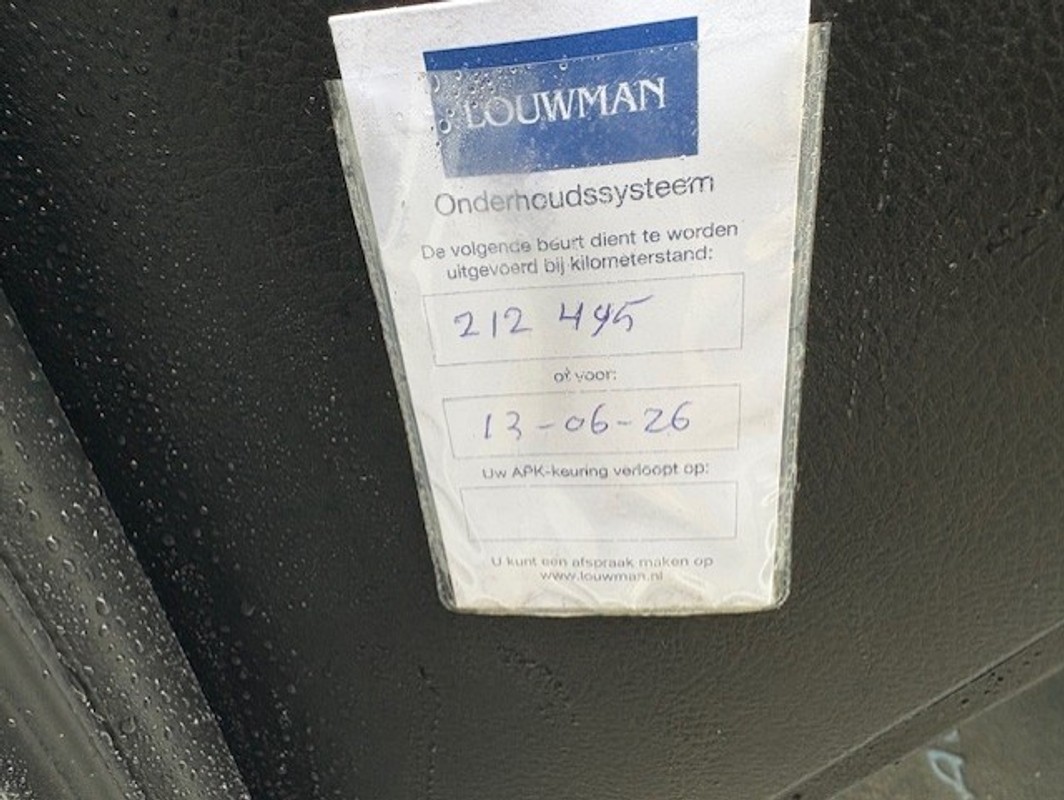 LOUWMAN
Onderhoudssysteem
De volgende beurt dient te worden
uitgevoerd bij kilometerstand:
212 495
of voor:
13-06-26
Uw APK-keuring verloopt op:
U kunt een afspraak maken op
www.louwman.nl